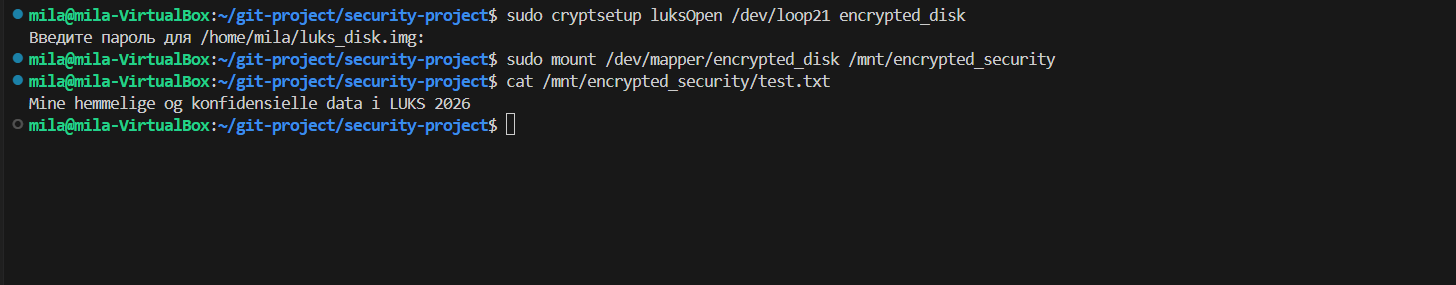 mila@mila-VirtualBox:~/git-project/security-project$ sudo cryptsetup luksOpen /dev/loop21 encrypted_disk
Введите пароль для /home/mila/luks_disk.img:
mila@mila-VirtualBox:~/git-project/security-project$ sudo mount /dev/mapper/encrypted_disk /mnt/encrypted_security
mila@mila-VirtualBox:~/git-project/security-project$ cat /mnt/encrypted_security/test.txt
Mine hemmelige og konfidensielle data i LUKS 2026
mila@mila-VirtualBox:~/git-project/security-project$